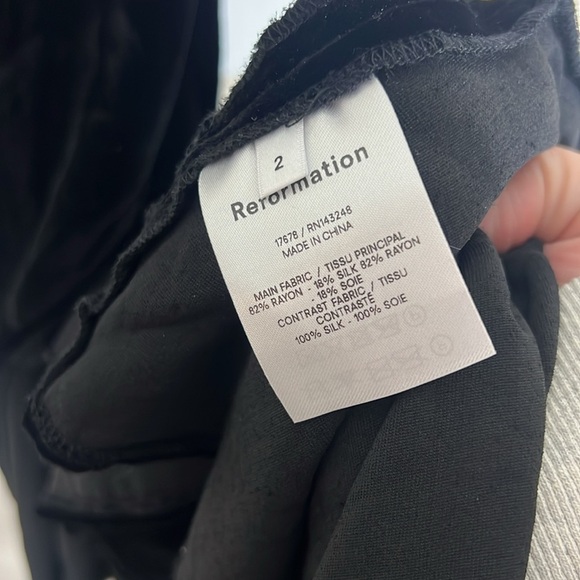 2
Reformation
17678 / RN143248
MADE IN CHINA
MAIN FABRIC / TISSU PRINCIPAL
82% RAYON - 18% SILK 82% RAYON
- 18% SOIE
CONTRAST FABRIC / TISSU
CONTRASTÉ
100% SILK - 100% SOIE